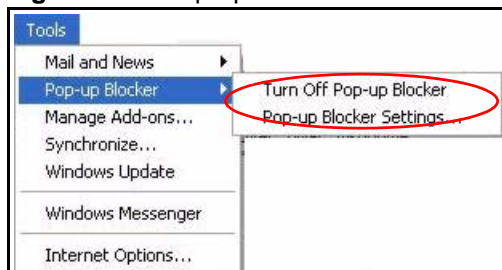 Tools
Mail and News
Pop-up Blocker
Turn Off Pop-up Blocker
Manage Add-ons...
Pop-up Blocker Settings...
Synchronize...
Windows Update
Windows Messenger
Internet Options...